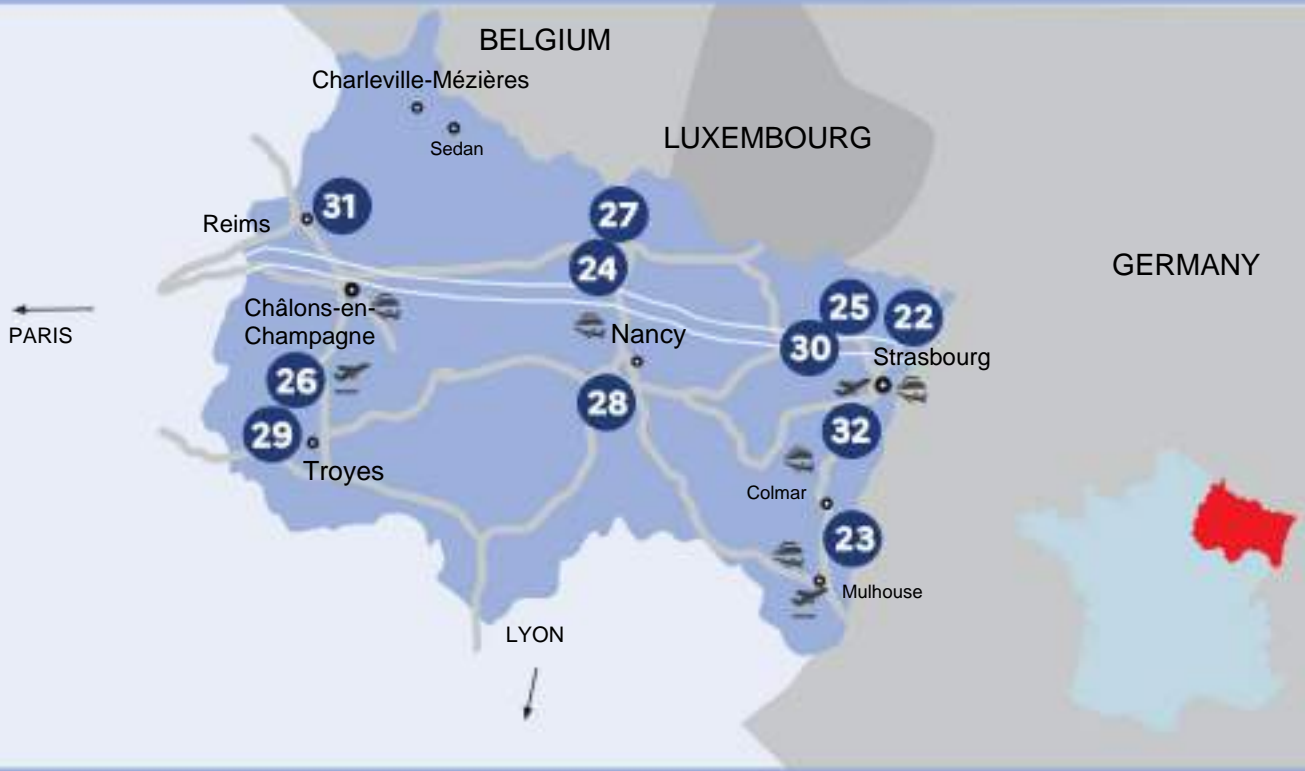 BELGIUM
Charleville-Mézières
LUXEMBOURG
Sedan
31
27
Reims
24
GERMANY
Châlons-en-
Champagne
25
22
PARIS
Nancy
30
Strasbourg
26
28
29
32
Troyes
Colmar
23
Mulhouse
LYON